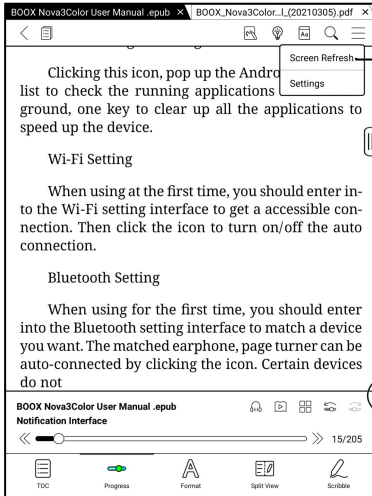 BOOX Nova3Color User Manual .epub × BOOX_Nova3Color...l_(20210305).pdf ×
Aa
Screen Refresh
Settings
Clicking this icon, pop up the Andro
list to check the running applications
ground, one key to clear up all the applications to
speed up the device.
Wi-Fi Setting
When using at the first time, you should enter in-
to the Wi-Fi setting interface to get a accessible con-
nection. Then click the icon to turn on/off the auto
connection.
Bluetooth Setting
When using for the first time, you should enter
into the Bluetooth setting interface to match a device
you want. The matched earphone, page turner can be
auto-connected by clicking the icon. Certain devices
do not
BOOX Nova3Color User Manual .epub
Notification Interface
15/205
TOC Progress Format Split View Scribble